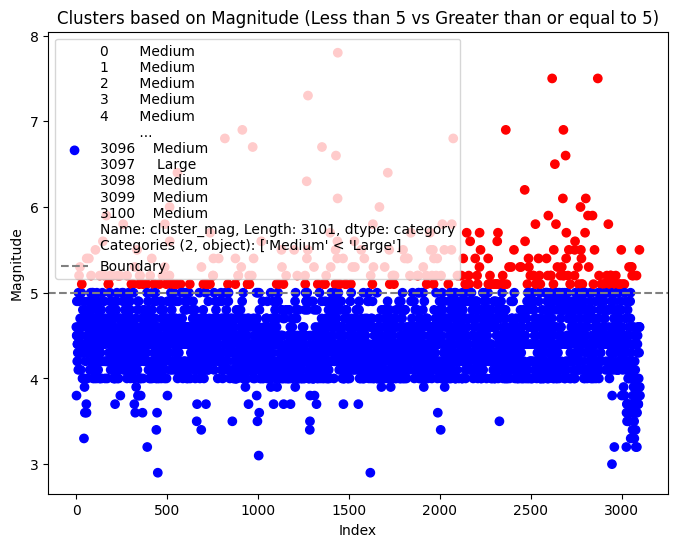 Clusters based on Magnitude (Less than 5 vs Greater than or equal to 5)
8
7
6
5
4
3
Magnitude
0 Medium
1 Medium
2 Medium
3 Medium
4 Medium
...
3096 Medium
3097 Large
3098 Medium
3099 Medium
3100 Medium
Name: cluster_mag, Length: 3101, dtype: category
Categories (2, object): ['Medium' < 'Large']
Boundary
0 500 1000 1500 2000 2500 3000
Index